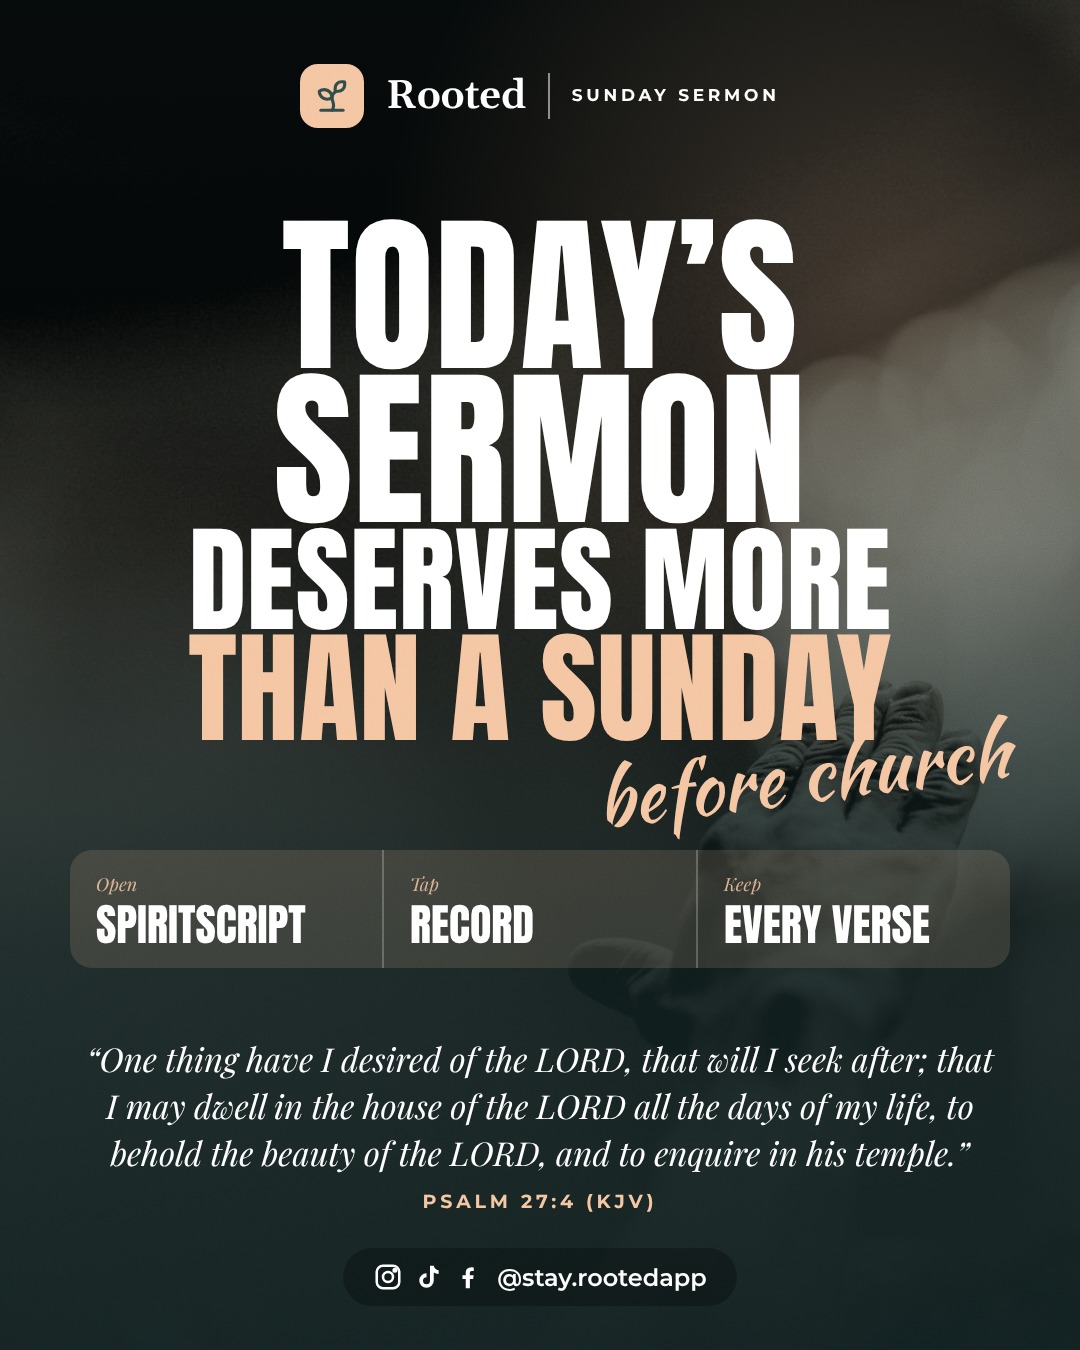 Rooted
SUNDAY SERMON
TODAY’S
SERMON
DESERVES MORE
THAN A SUNDAY
before church
Open
SPIRITSCRIPT
Tap
RECORD
Keep
EVERY VERSE
“One thing have I desired of the LORD, that will I seek after; that
I may dwell in the house of the LORD all the days of my life, to
behold the beauty of the LORD, and to enquire in his temple.”
PSALM 27:4 (KJV)
@stay.rootedapp